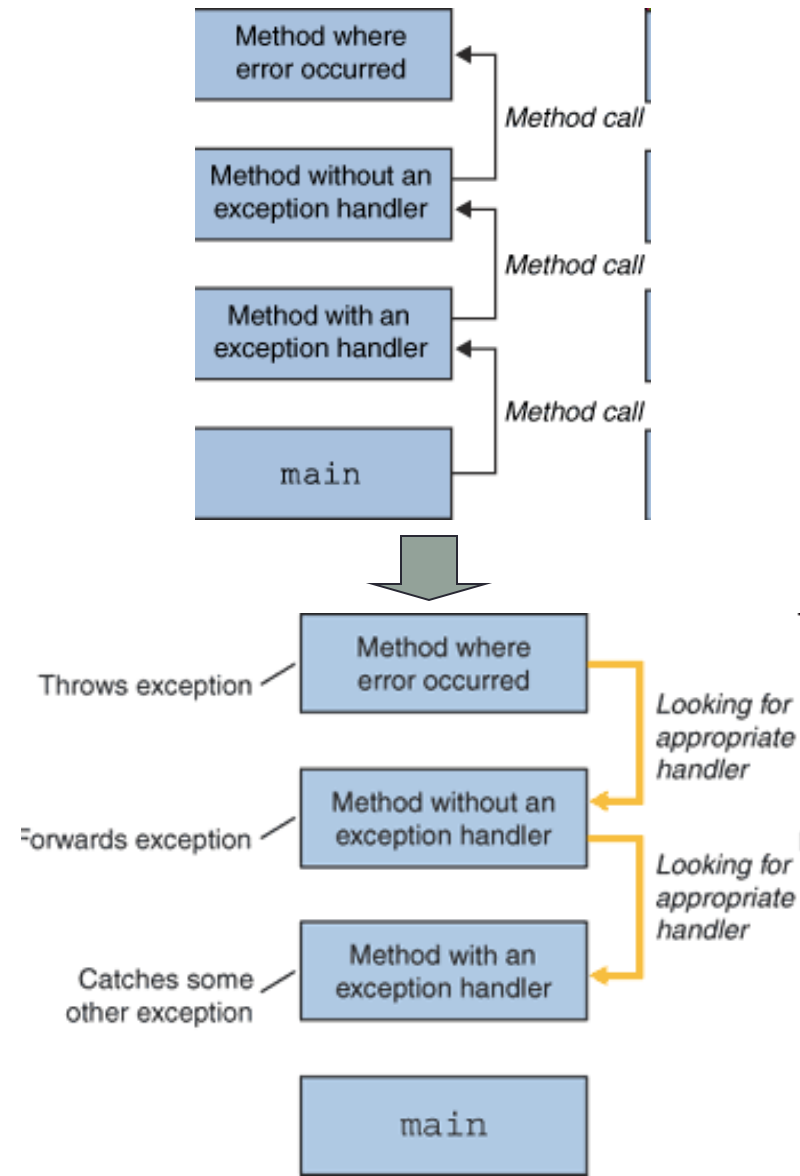 Method where
error occurred
Method call
Method without an
exception handler
Method call
Method with an
exception handler
Method call
main
Method where
error occurred
Throws exception
Looking for
appropriate
handler
Method without an
exception handler
Forwards exception
Looking for
appropriate
handler
Method with an
exception handler
Catches some
other exception
main